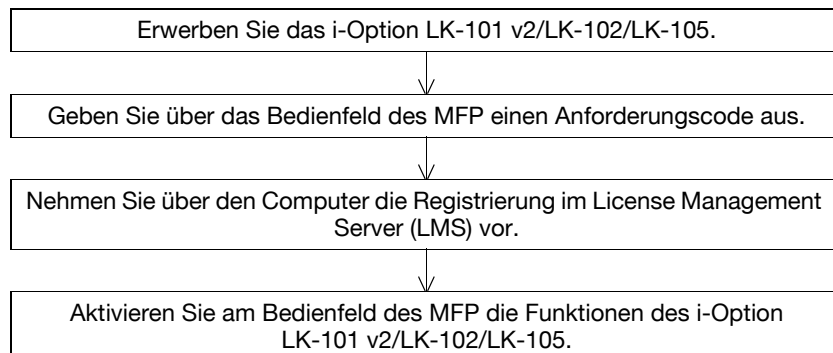 Erwerben Sie das i-Option LK-101 v2/LK-102/LK-105.
Geben Sie über das Bedienfeld des MFP einen Anforderungscode aus.
Nehmen Sie über den Computer die Registrierung im License Management
Server (LMS) vor.
Aktivieren Sie am Bedienfeld des MFP die Funktionen des i-Option
LK-101 v2/LK-102/LK-105.